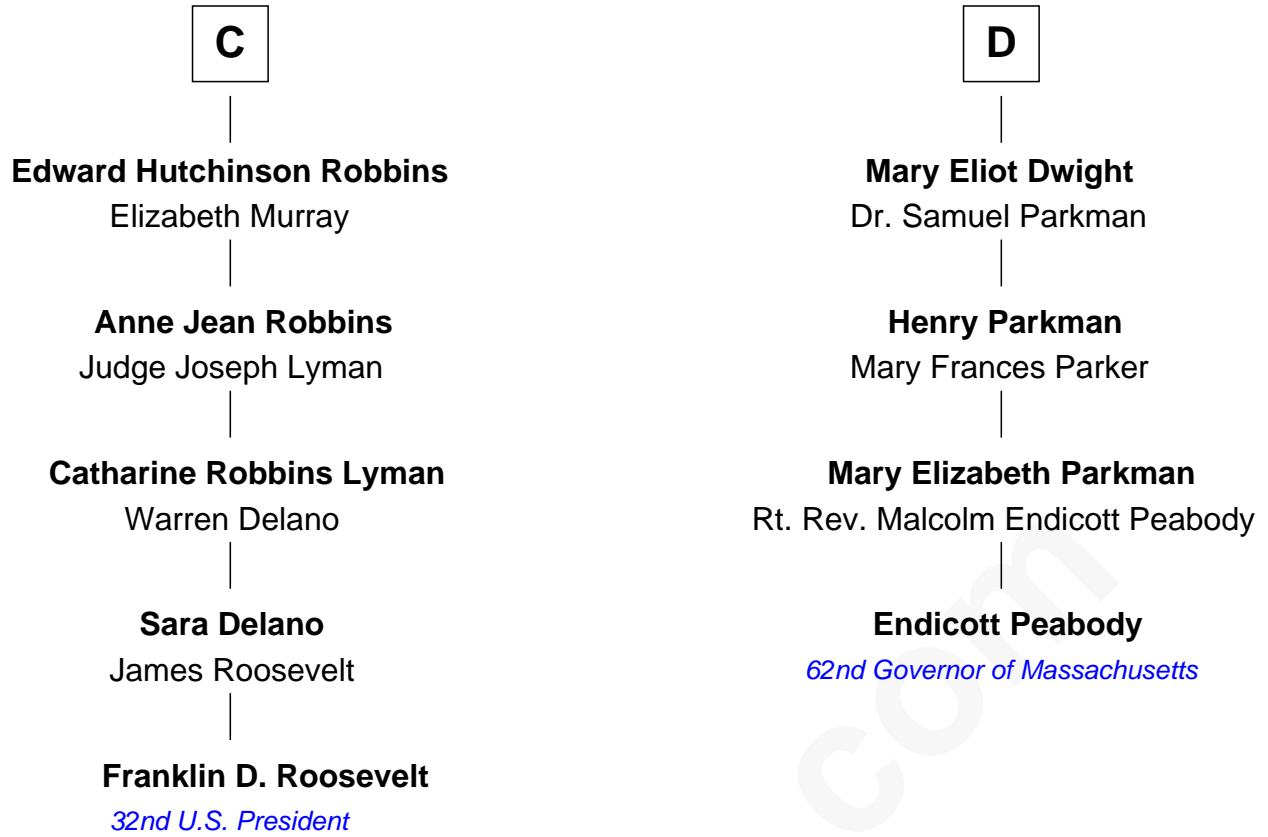 C
Edward Hutchinson Robbins
Elizabeth Murray
Anne Jean Robbins
Judge Joseph Lyman
Catharine Robbins Lyman
Warren Delano
Sara Delano
James Roosevelt
Franklin D. Roosevelt
32nd U.S. President
D
Mary Eliot Dwight
Dr. Samuel Parkman
Henry Parkman
Mary Frances Parker
Mary Elizabeth Parkman
Rt. Rev. Malcolm Endicott Peabody
Endicott Peabody
62nd Governor of Massachusetts
com